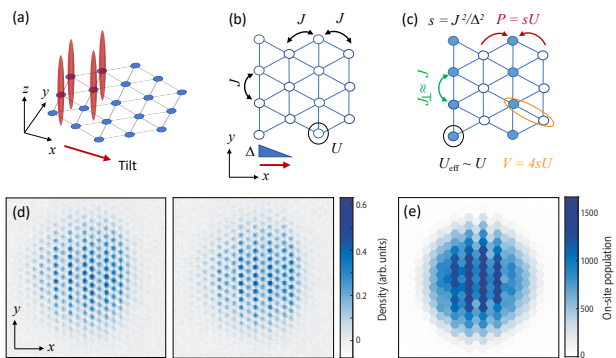 (a)
z
y
x
Tilt
(b)
J
J
J
y
x
Δ
U
(c)
s = J²/Δ²
P = sU
J⊥≈ J
U_eff ~ U
V = 4sU
(d)
y
x
0.6
0.4
0.2
0
Density (arb. units)
(e)
1500
1000
500
0
On-site population